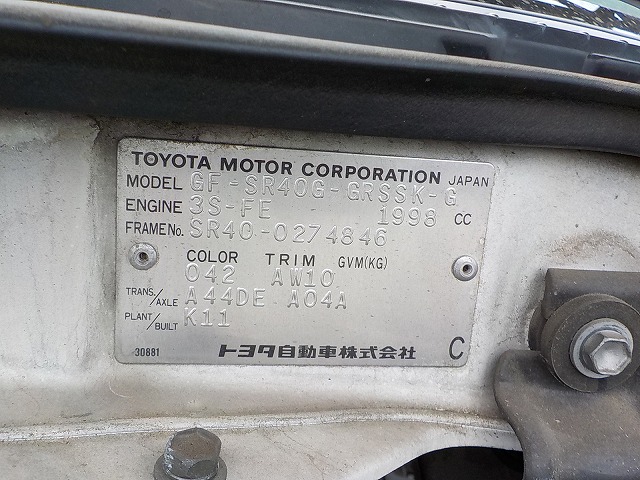 TOYOTA MOTOR CORPORATION JAPAN
MODEL GF-SR40G-GRSSK-G
ENGINE 3S-FE 1998 CC
FRAME No. SR40-0274846
COLOR TRIM GVM(KG)
042 AW10
TRANS./AXLE A44DE A04A
PLANT/BUILT K11
30881 トヨタ自動車株式会社 C